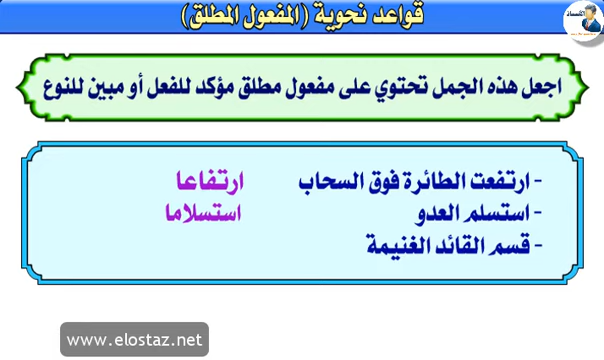 قواعد نحوية (المفعول المطلق)
الأستاذ
اجعل هذه الجمل تحتوي على مفعول مطلق مؤكد للفعل أو مبين للنوع
- ارتفعت الطائرة فوق السحاب ارتفاعا
- استسلم العدو استسلاما
- قسم القائد الغنيمة
www.elostaz.net